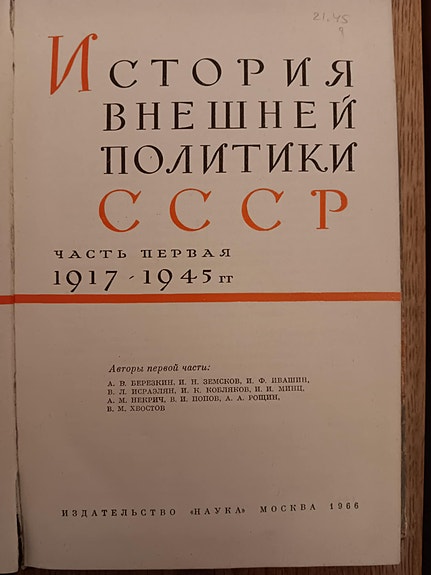 21.45
ИСТОРИЯ
ВНЕШНЕЙ
ПОЛИТИКИ
СССР
ЧАСТЬ ПЕРВАЯ
1917-1945 гг
Авторы первой части:
А. В. БЕРЕЗКИН, И. Н. ЗЕМСКОВ, И. Ф. ИВАШИН,
В. Л. ИСРАЭЛЯН, И. К. КОБЛЯКОВ, И. И. МИНЦ,
А. М. НЕКРИЧ, В. И. ПОПОВ, А. А. РОЩИН,
В. М. ХВОСТОВ
ИЗДАТЕЛЬСТВО «НАУКА» МОСКВА 1966